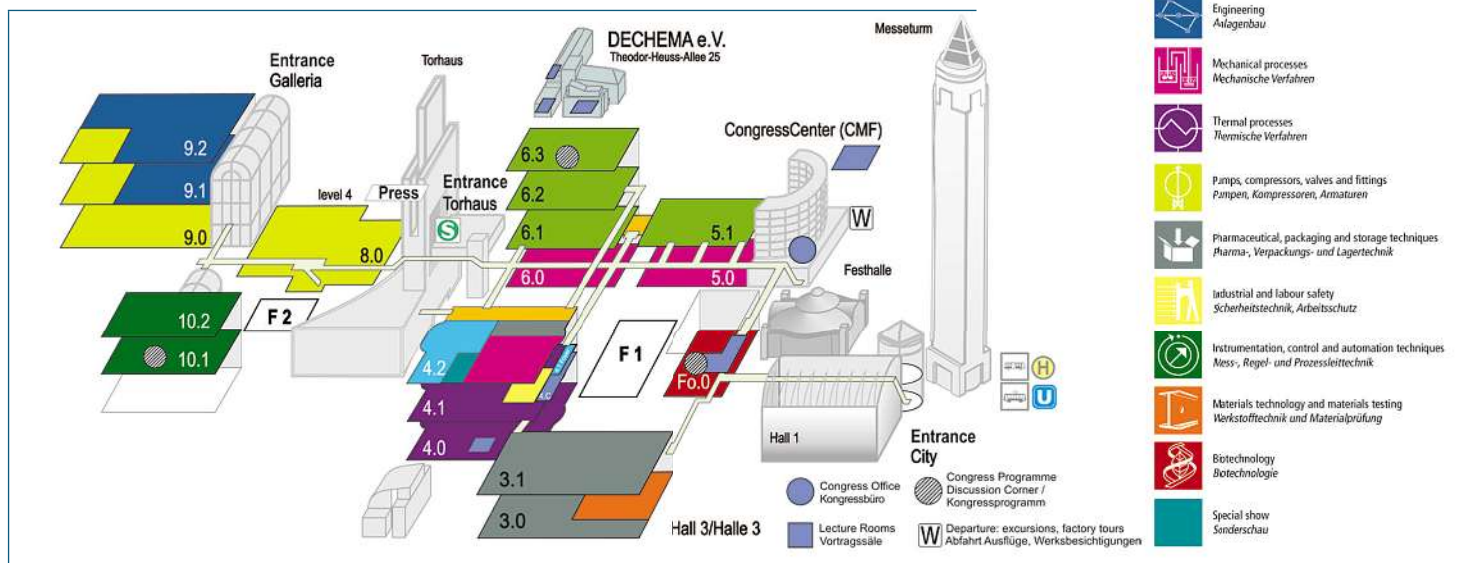 Entrance
Galleria
Torhaus
DECHEMA e.V.
Theodor-Heuss-Allee 25
Messeturm
CongressCenter (CMF)
9.2
9.1
9.0
level 4
Press
Entrance
Torhaus
S
8.0
6.3
6.2
6.1
6.0
5.1
5.0
W
Festhalle
10.2
10.1
F 2
F 1
4.2
4.1
4.0
4.C
Fo.0
Hall 1
H
U
Entrance
City
3.1
3.0
Hall 3/Halle 3
Congress Office
Kongressbüro
Congress Programme
Discussion Corner /
Kongressprogramm
Lecture Rooms
Vortragssäle
W
Departure: excursions, factory tours
Abfahrt Ausflüge, Werksbesichtigungen
Engineering
Anlagenbau
Mechanical processes
Mechanische Verfahren
Thermal processes
Thermische Verfahren
Pumps, compressors, valves and fittings
Pumpen, Kompressoren, Armaturen
Pharmaceutical, packaging and storage techniques
Pharma-, Verpackungs- und Lagertechnik
Industrial and labour safety
Sicherheitstechnik, Arbeitsschutz
Instrumentation, control and automation techniques
Mess-, Regel- und Prozessleittechnik
Materials technology and materials testing
Werkstofftechnik und Materialprüfung
Biotechnology
Biotechnologie
Special show
Sonderschau